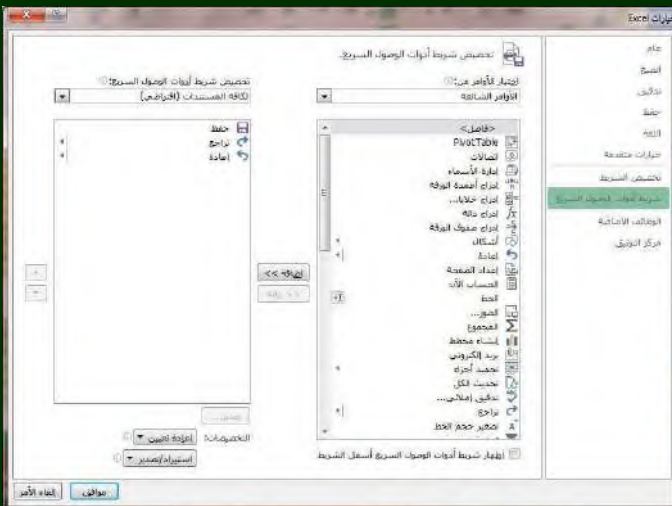 خيارات Excel
عام
الصيغ
تدقيق
حفظ
اللغة
خيارات متقدمة
تخصيص الشريط
شريط أدوات الوصول السريع
الوظائف الإضافية
مركز التوثيق
تخصيص شريط أدوات الوصول السريع.
اختيار الأوامر من:
الأوامر الشائعة
<فاصل>
PivotTable
اتصالات
إدارة الأسماء
إدراج أعمدة الورقة
إدراج خلايا...
إدراج دالة
إدراج صفوف الورقة
أشكال
إعادة
إعداد الصفحة
الحساب الآن
الخط
الصور...
المجموع
إنشاء مخطط
بريد إلكتروني
تجميد أجزاء
تحديث الكل
تدقيق إملائي...
تراجع
تصغير حجم الخط
إظهار شريط أدوات الوصول السريع أسفل الشريط
إضافة >>
<< إزالة
تخصيص شريط أدوات الوصول السريع:
لكافة المستندات (افتراضي)
حفظ
تراجع
إعادة
تعديل...
التخصيصات:
إعادة تعيين
استيراد/تصدير
موافق
إلغاء الأمر